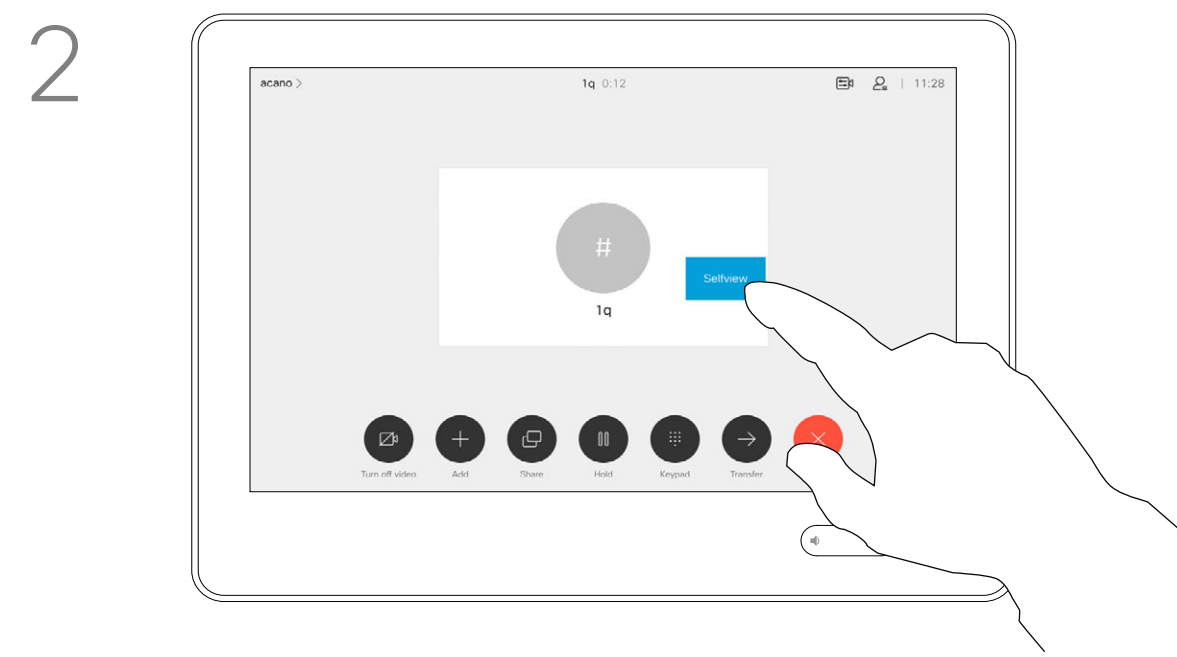 2
acano >
1q 0:12
11:28
#
Selfview
1q
Turn off video Add Share Hold Keypad Transfer